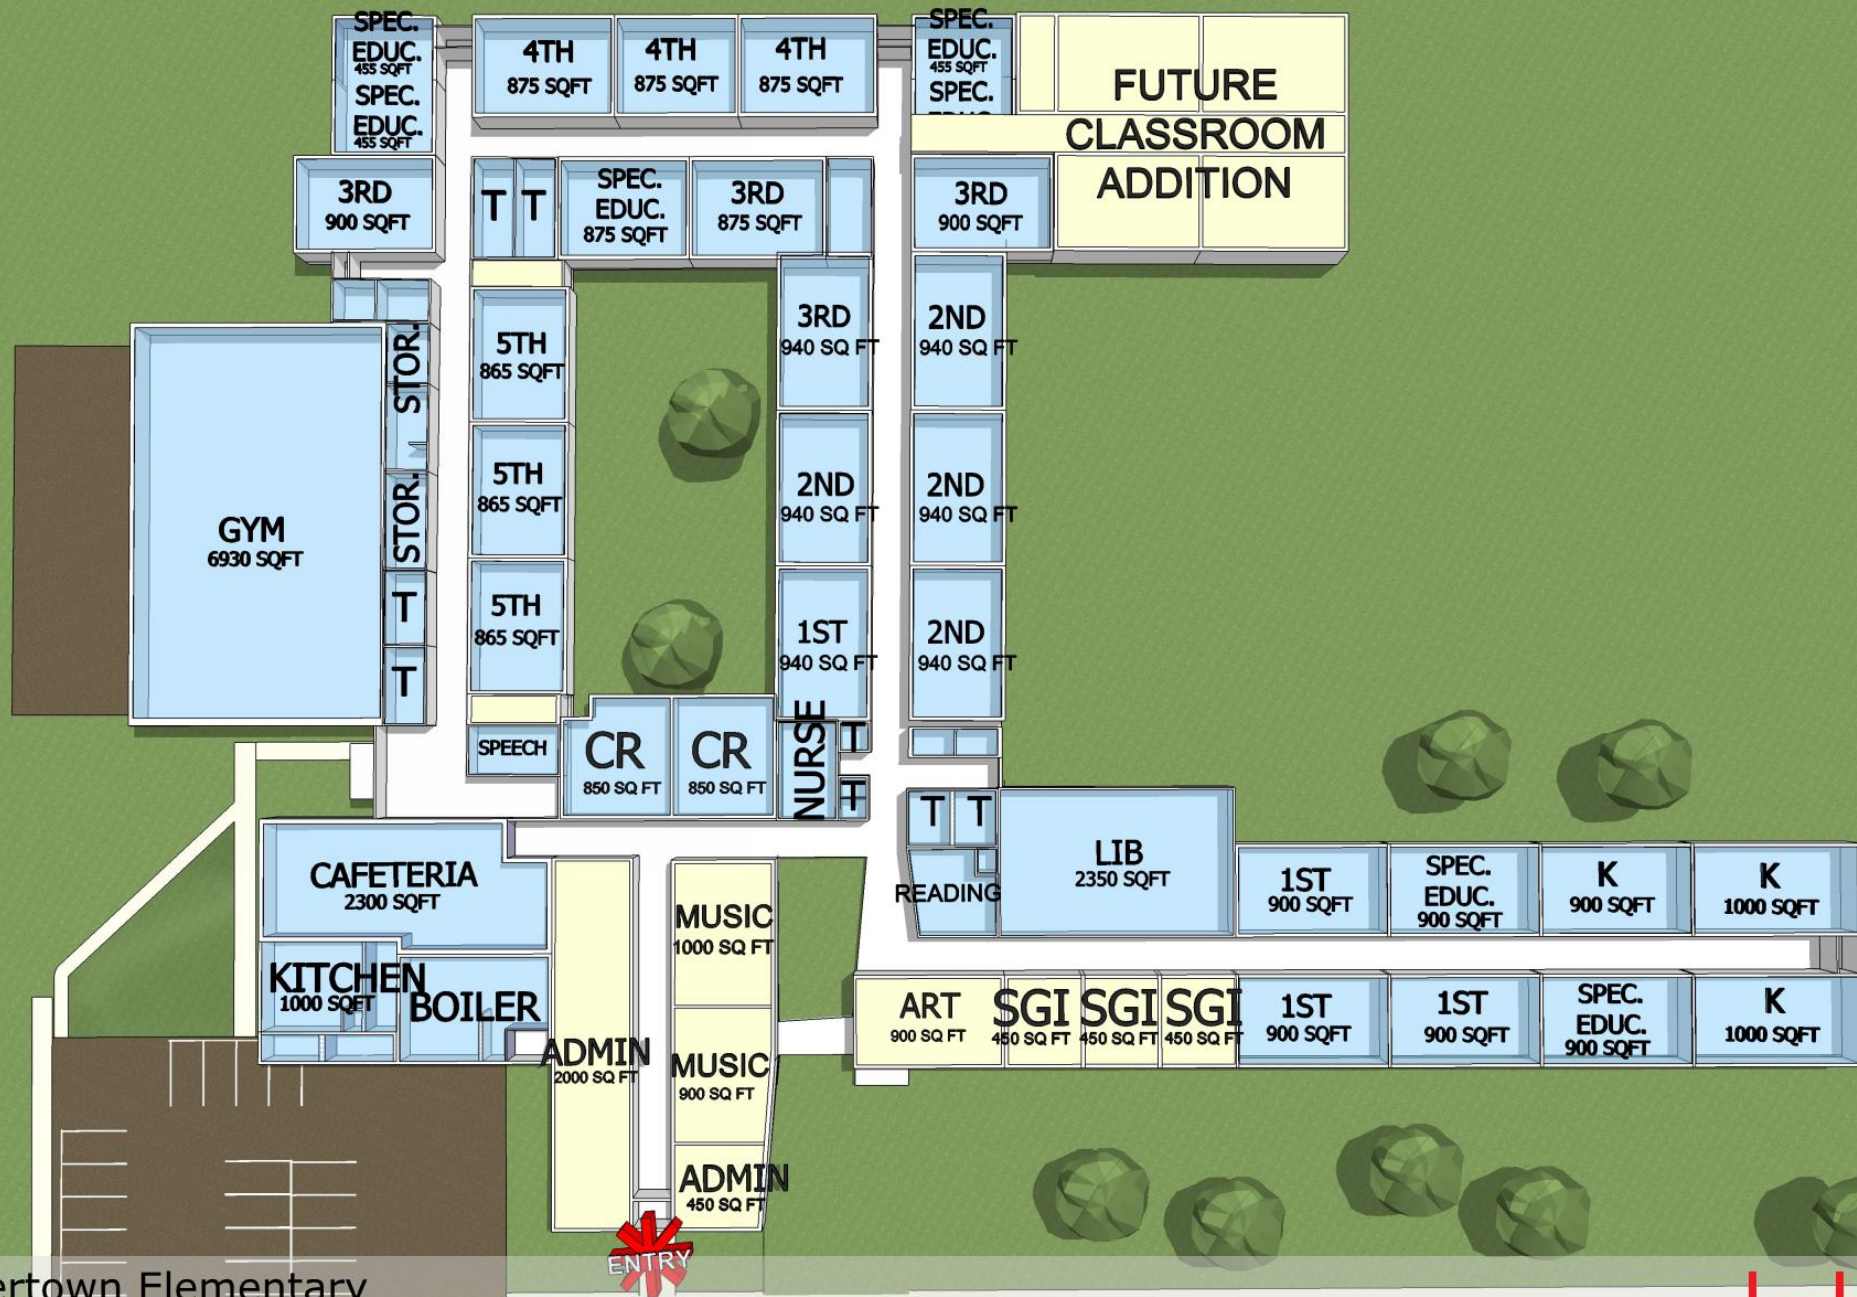 SPEC.
EDUC.
455 SQFT
SPEC.
EDUC.
455 SQFT
4TH
875 SQFT
4TH
875 SQFT
4TH
875 SQFT
SPEC.
EDUC.
455 SQFT
SPEC.
FUTURE
CLASSROOM
ADDITION
3RD
900 SQFT
T
T
SPEC.
EDUC.
875 SQFT
3RD
875 SQFT
3RD
900 SQFT
GYM
6930 SQFT
STOR.
STOR.
T
T
5TH
865 SQFT
5TH
865 SQFT
5TH
865 SQFT
3RD
940 SQ FT
2ND
940 SQ FT
2ND
940 SQ FT
2ND
940 SQ FT
1ST
940 SQ FT
2ND
940 SQ FT
SPEECH
CR
850 SQ FT
CR
850 SQ FT
NURSE
T
T
T
T
READING
LIB
2350 SQFT
1ST
900 SQFT
SPEC.
EDUC.
900 SQFT
K
900 SQFT
K
1000 SQFT
CAFETERIA
2300 SQFT
KITCHEN
1000 SQFT
BOILER
ADMIN
2000 SQ FT
MUSIC
1000 SQ FT
MUSIC
900 SQ FT
ADMIN
450 SQ FT
ART
900 SQ FT
SGI
450 SQ FT
SGI
450 SQ FT
SGI
450 SQ FT
1ST
900 SQFT
1ST
900 SQFT
SPEC.
EDUC.
900 SQFT
K
1000 SQFT
ENTRY
ertown Elementary